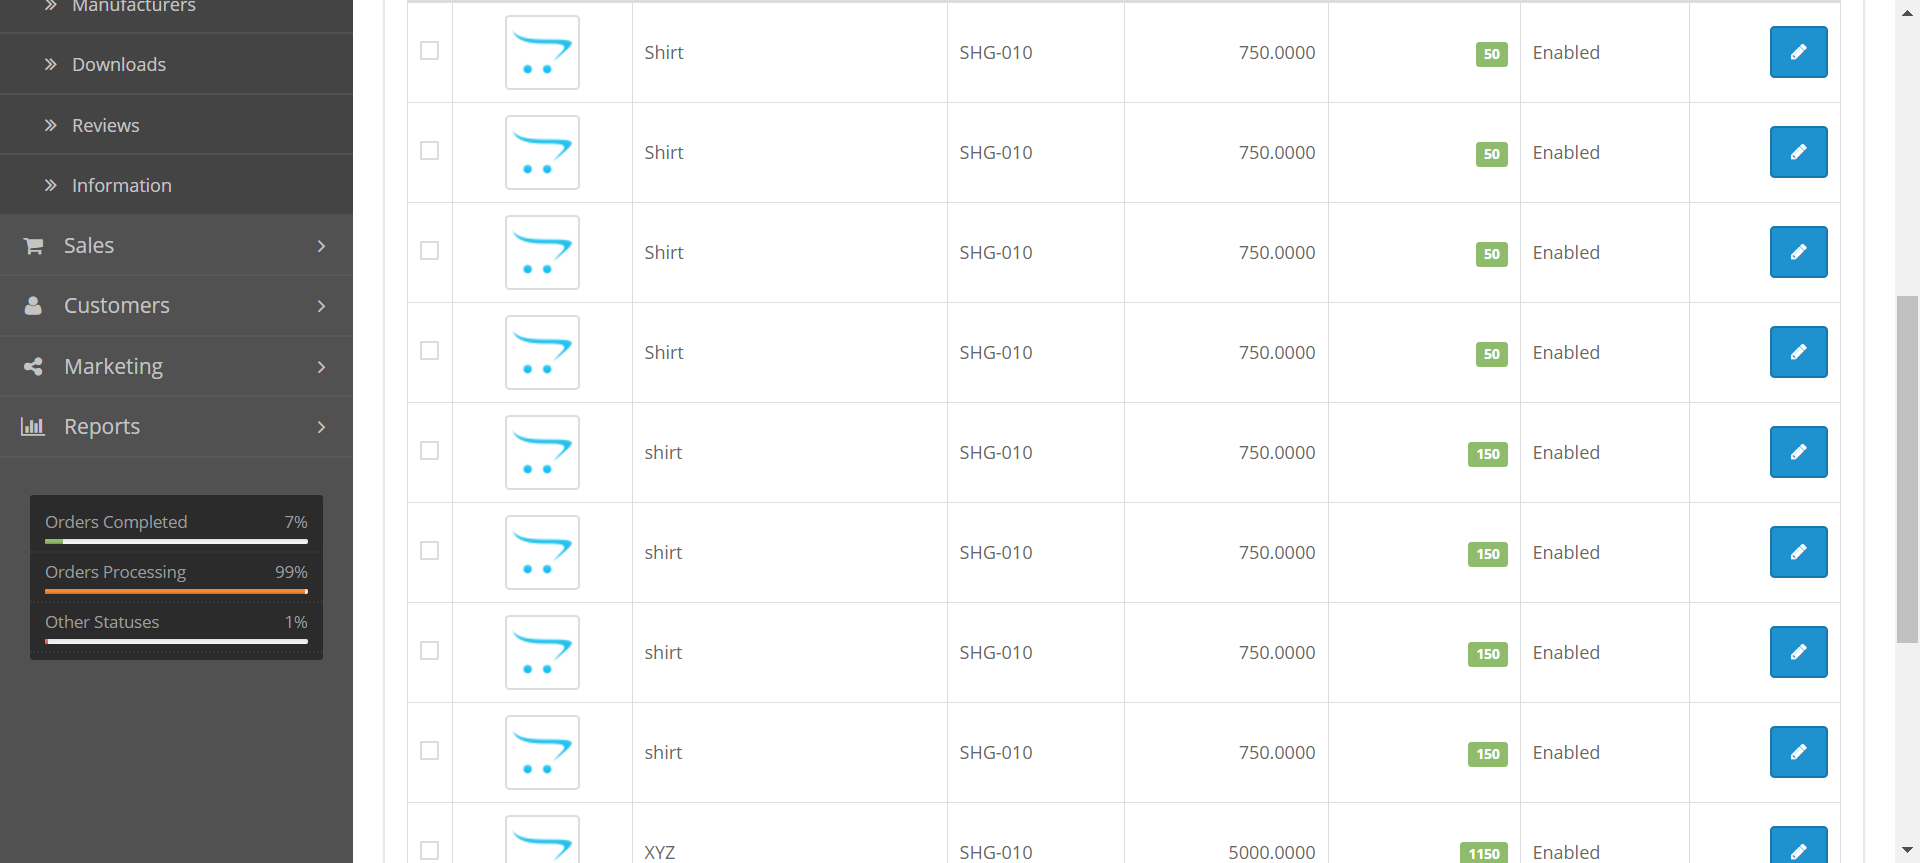 Manufacturers
Downloads
Reviews
Information
Sales
Customers
Marketing
Reports
Orders Completed 7%
Orders Processing 99%
Other Statuses 1%
Shirt SHG-010 750.0000 50 Enabled
Shirt SHG-010 750.0000 50 Enabled
Shirt SHG-010 750.0000 50 Enabled
Shirt SHG-010 750.0000 50 Enabled
shirt SHG-010 750.0000 150 Enabled
shirt SHG-010 750.0000 150 Enabled
shirt SHG-010 750.0000 150 Enabled
shirt SHG-010 750.0000 150 Enabled
XYZ SHG-010 5000.0000 1150 Enabled